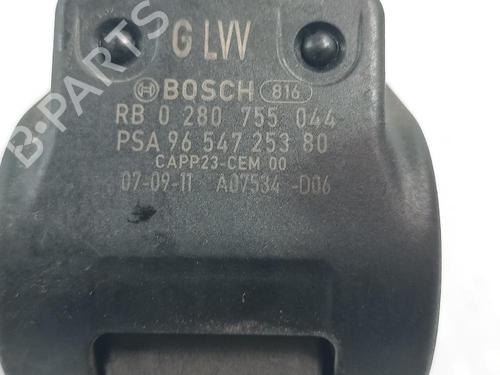 G LVV
BOSCH 816
RB 0 280 755 044
PSA 96 547 253 80
CAPP23-CEM 00
07-09-11 A07534 -D06
B-PARTS